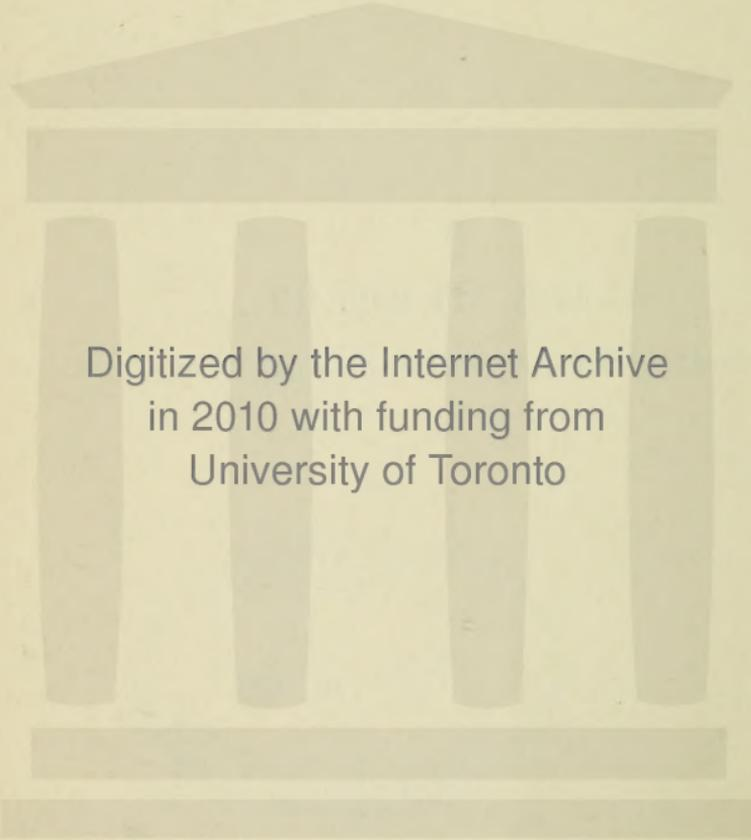 Digitized by the Internet Archive
in 2010 with funding from
University of Toronto